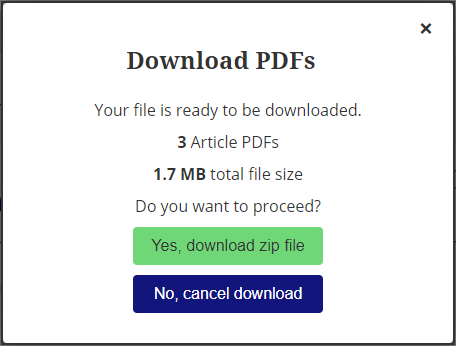 ×
Download PDFs
Your file is ready to be downloaded.
3 Article PDFs
1.7 MB total file size
Do you want to proceed?
Yes, download zip file
No, cancel download